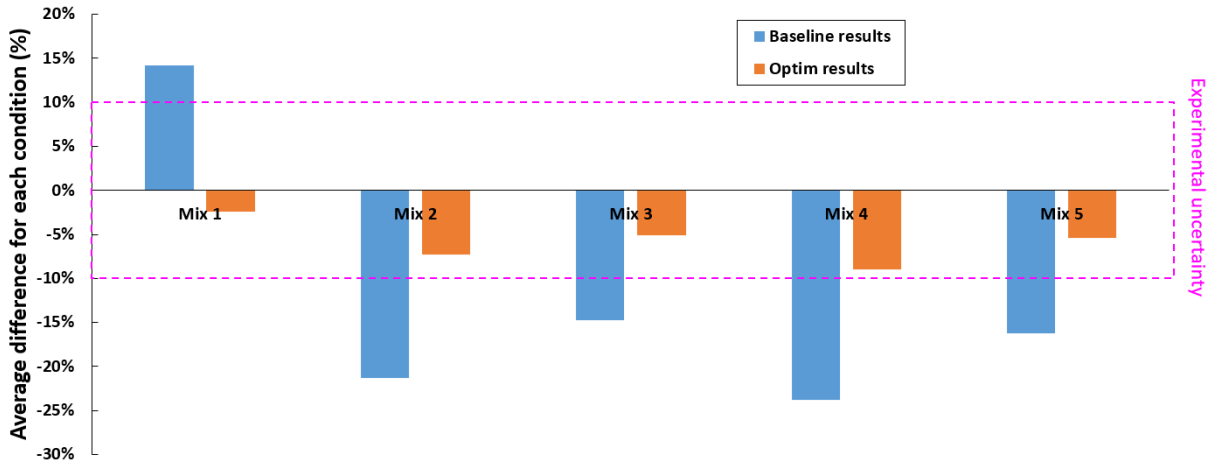 Average difference for each condition (%)
20%
15%
10%
5%
0%
-5%
-10%
-15%
-20%
-25%
-30%
Baseline results
Optim results
Mix 1
Mix 2
Mix 3
Mix 4
Mix 5
Experimental uncertainty